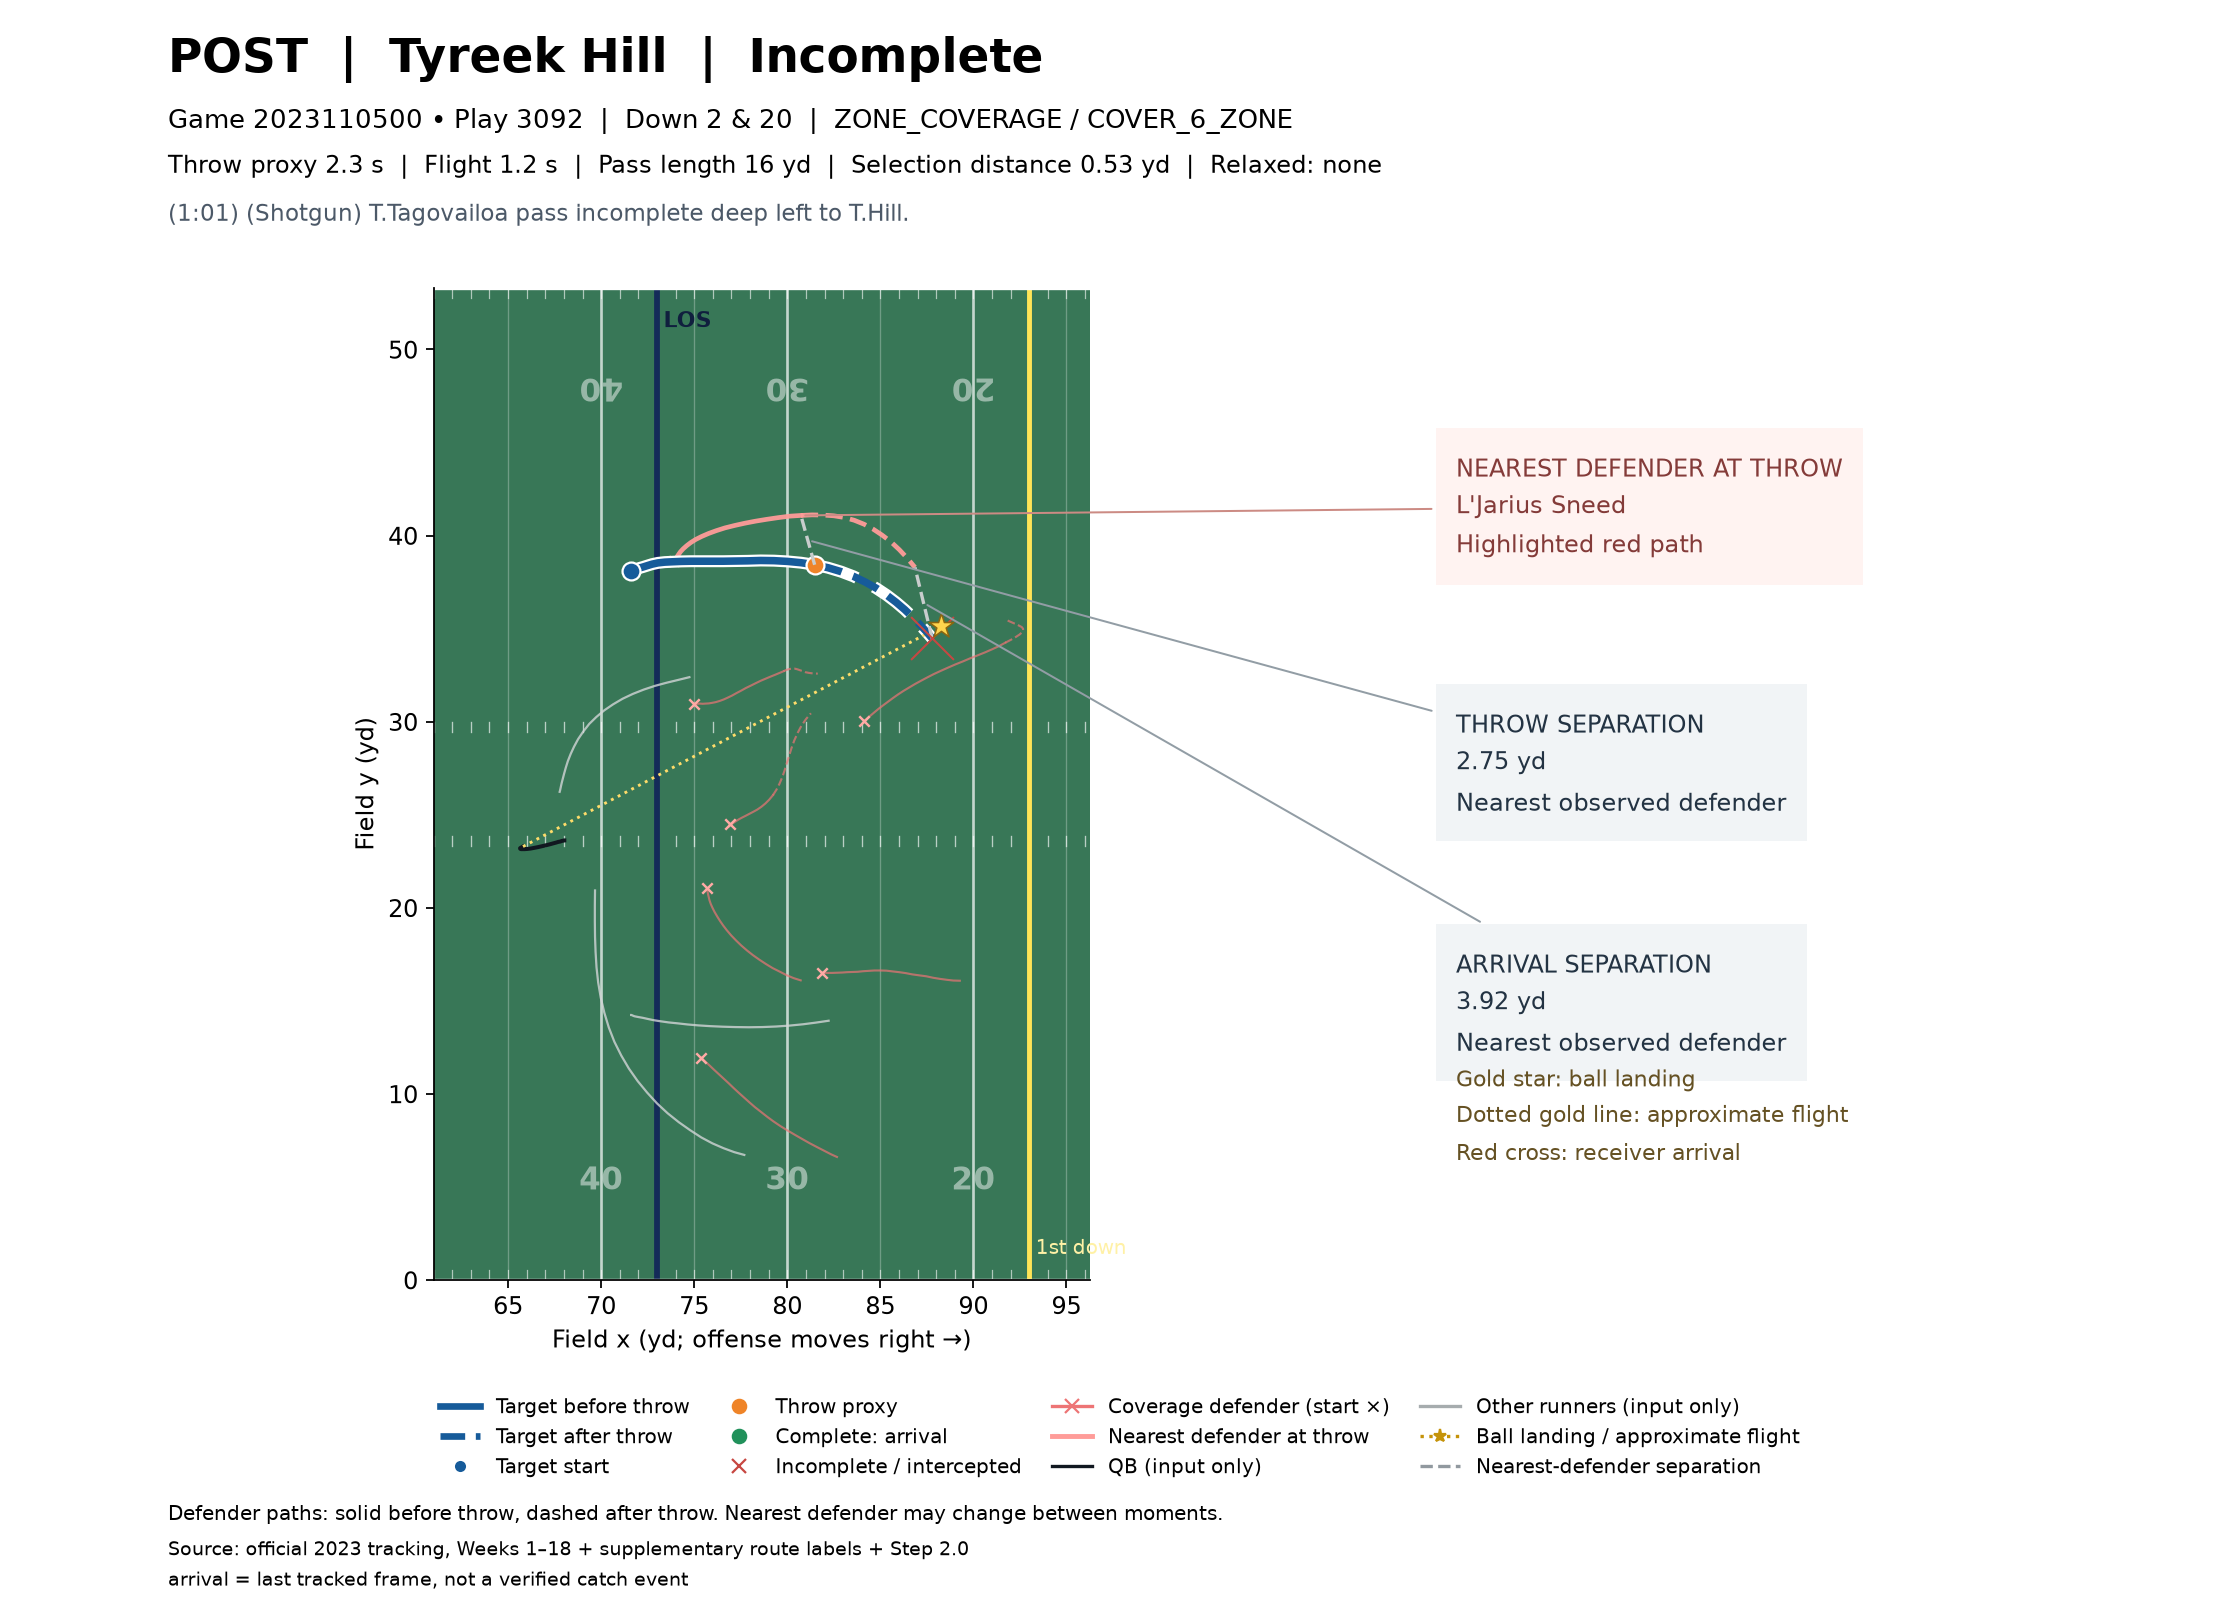 POST | Tyreek Hill | Incomplete
Game 2023110500 • Play 3092 | Down 2 & 20 | ZONE_COVERAGE / COVER_6_ZONE
Throw proxy 2.3 s | Flight 1.2 s | Pass length 16 yd | Selection distance 0.53 yd | Relaxed: none
(1:01) (Shotgun) T.Tagovailoa pass incomplete deep left to T.Hill.
LOS
50
40 30 20
40
30
20
10
0
Field y (yd)
40 30 20
1st down
65 70 75 80 85 90 95
Field x (yd; offense moves right →)
NEAREST DEFENDER AT THROW
L'Jarius Sneed
Highlighted red path
THROW SEPARATION
2.75 yd
Nearest observed defender
ARRIVAL SEPARATION
3.92 yd
Nearest observed defender
Gold star: ball landing
Dotted gold line: approximate flight
Red cross: receiver arrival
Target before throw
Target after throw
Target start
Throw proxy
Complete: arrival
Incomplete / intercepted
Coverage defender (start ×)
Nearest defender at throw
QB (input only)
Other runners (input only)
Ball landing / approximate flight
Nearest-defender separation
Defender paths: solid before throw, dashed after throw. Nearest defender may change between moments.
Source: official 2023 tracking, Weeks 1–18 + supplementary route labels + Step 2.0
arrival = last tracked frame, not a verified catch event